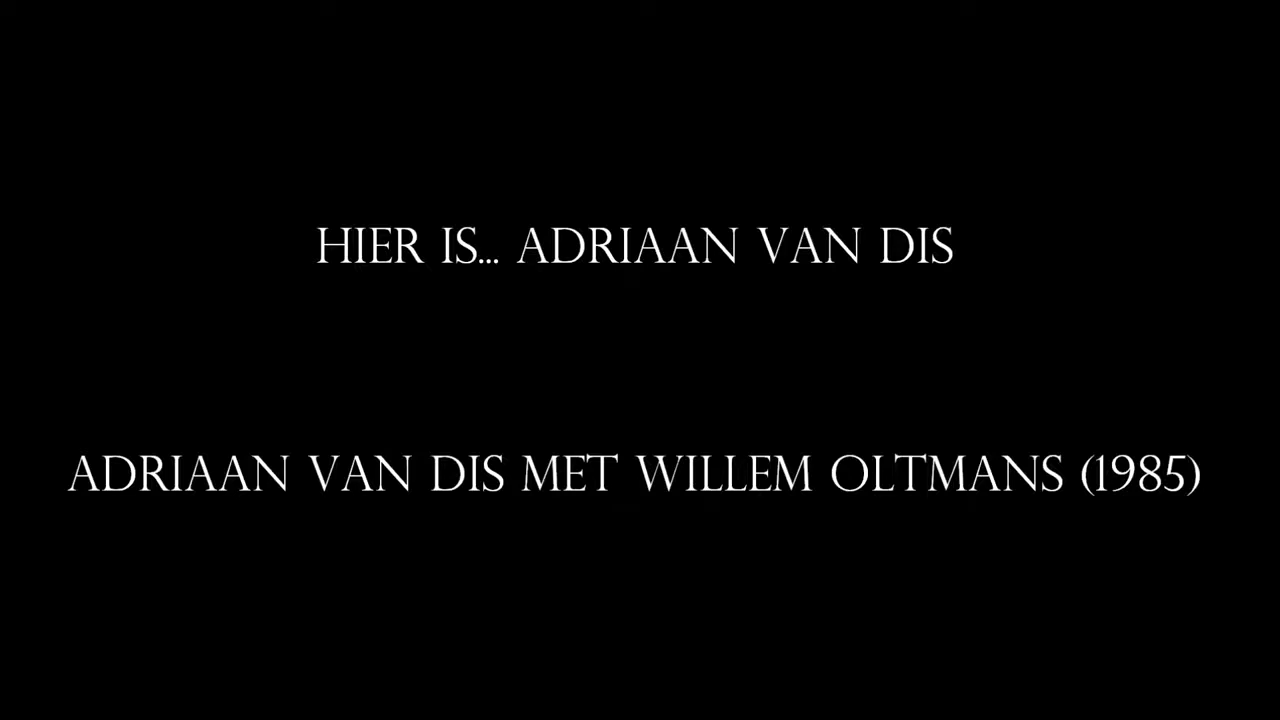 HIER IS... ADRIAAN VAN DIS
ADRIAAN VAN DIS MET WILLEM OLTMANS (1985)